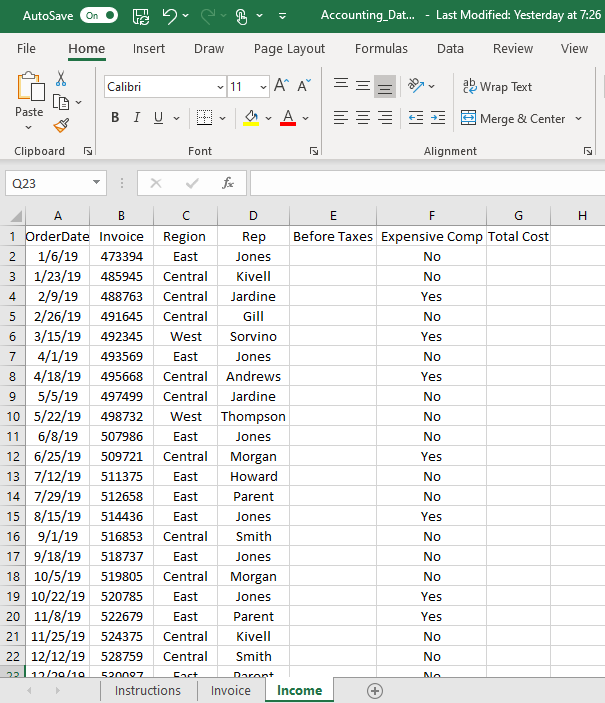 AutoSave On Accounting_Dat... - Last Modified: Yesterday at 7:26
File Home Insert Draw Page Layout Formulas Data Review View
Calibri 11 A A ab Wrap Text
Paste B I U A Merge & Center
Clipboard Font Alignment
Q23 fx
A B C D E F G H
1 OrderDate Invoice Region Rep Before Taxes Expensive Comp Total Cost
2 1/6/19 473394 East Jones No
3 1/23/19 485945 Central Kivell No
4 2/9/19 488763 Central Jardine Yes
5 2/26/19 491645 Central Gill No
6 3/15/19 492345 West Sorvino Yes
7 4/1/19 493569 East Jones No
8 4/18/19 495668 Central Andrews Yes
9 5/5/19 497499 Central Jardine No
10 5/22/19 498732 West Thompson No
11 6/8/19 507986 East Jones No
12 6/25/19 509721 Central Morgan Yes
13 7/12/19 511375 East Howard No
14 7/29/19 512658 East Parent No
15 8/15/19 514436 East Jones Yes
16 9/1/19 516853 Central Smith No
17 9/18/19 518737 East Jones No
18 10/5/19 519805 Central Morgan No
19 10/22/19 520785 East Jones Yes
20 11/8/19 522679 East Parent Yes
21 11/25/19 524375 Central Kivell No
22 12/12/19 528759 Central Smith No
23 12/29/19 530087 East Parent No
Instructions Invoice Income